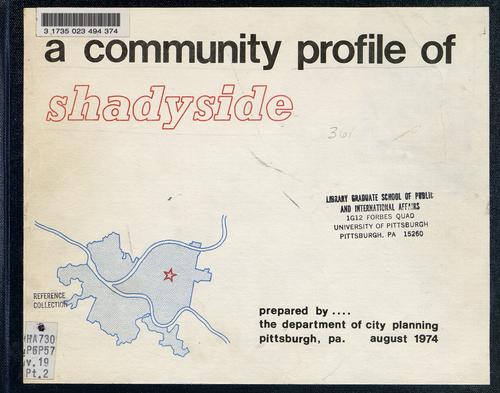 3 1735 023 494 374
a community profile of
shadyside
361
LIBRARY GRADUATE SCHOOL OF PUBLIC
AND INTERNATIONAL AFFAIRS
1G12 FORBES QUAD
UNIVERSITY OF PITTSBURGH
PITTSBURGH, PA 15260
REFERENCE
COLLECTION
prepared by ....
the department of city planning
pittsburgh, pa. august 1974
HA730
P6P57
v.19
Pt.2